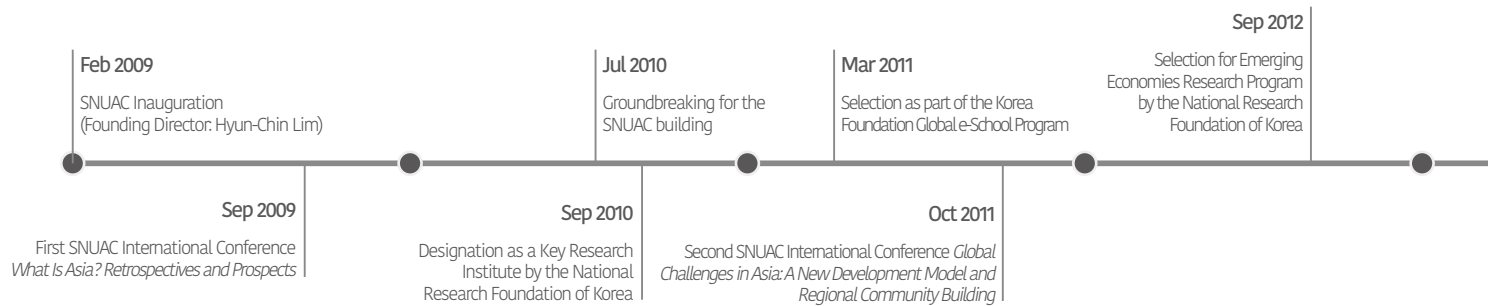 Feb 2009
SNUAC Inauguration
(Founding Director: Hyun-Chin Lim)
Sep 2009
First SNUAC International Conference
What Is Asia? Retrospectives and Prospects
Jul 2010
Groundbreaking for the
SNUAC building
Sep 2010
Designation as a Key Research
Institute by the National
Research Foundation of Korea
Mar 2011
Selection as part of the Korea
Foundation Global e-School Program
Oct 2011
Second SNUAC International Conference Global
Challenges in Asia: A New Development Model and
Regional Community Building
Sep 2012
Selection for Emerging
Economies Research Program
by the National Research
Foundation of Korea